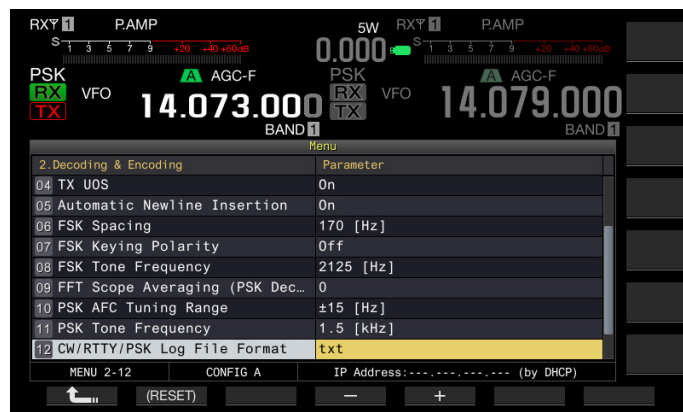 RX 1 P.AMP 5W RX 1 P.AMP
S 1 3 5 7 9 +20 +40 +60dB 0.000 S 1 3 5 7 9 +20 +40 +60dB
PSK A AGC-F PSK A AGC-F
RX VFO 14.073.000 RX VFO 14.079.000
TX TX
BAND 1 BAND 1
Menu
2.Decoding & Encoding Parameter
04 TX UOS On
05 Automatic Newline Insertion On
06 FSK Spacing 170 [Hz]
07 FSK Keying Polarity Off
08 FSK Tone Frequency 2125 [Hz]
09 FFT Scope Averaging (PSK Dec… 0
10 PSK AFC Tuning Range ±15 [Hz]
11 PSK Tone Frequency 1.5 [kHz]
12 CW/RTTY/PSK Log File Format txt
MENU 2-12 CONFIG A IP Address:---.---.---.--- (by DHCP)
(RESET) − +